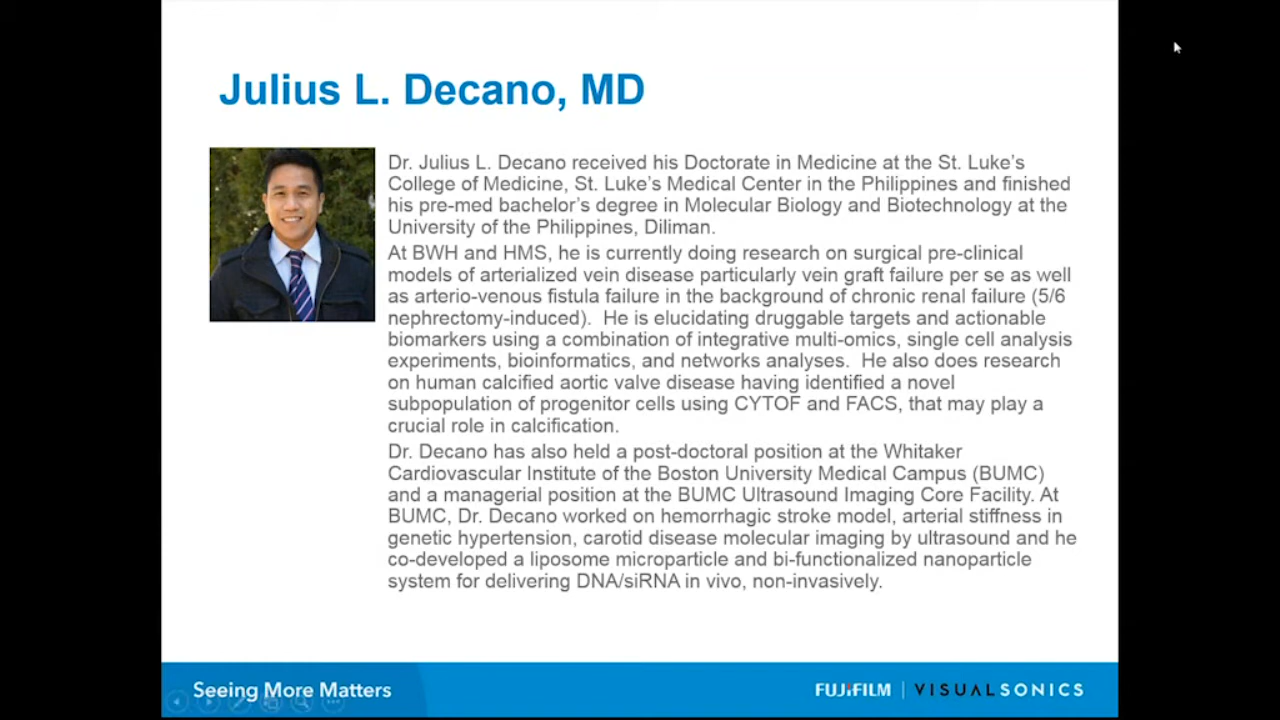 Julius L. Decano, MD
Dr. Julius L. Decano received his Doctorate in Medicine at the St. Luke’s
College of Medicine, St. Luke’s Medical Center in the Philippines and finished
his pre-med bachelor’s degree in Molecular Biology and Biotechnology at the
University of the Philippines, Diliman.
At BWH and HMS, he is currently doing research on surgical pre-clinical
models of arterialized vein disease particularly vein graft failure per se as well
as arterio-venous fistula failure in the background of chronic renal failure (5/6
nephrectomy-induced).  He is elucidating druggable targets and actionable
biomarkers using a combination of integrative multi-omics, single cell analysis
experiments, bioinformatics, and networks analyses.  He also does research
on human calcified aortic valve disease having identified a novel
subpopulation of progenitor cells using CYTOF and FACS, that may play a
crucial role in calcification.
Dr. Decano has also held a post-doctoral position at the Whitaker
Cardiovascular Institute of the Boston University Medical Campus (BUMC)
and a managerial position at the BUMC Ultrasound Imaging Core Facility. At
BUMC, Dr. Decano worked on hemorrhagic stroke model, arterial stiffness in
genetic hypertension, carotid disease molecular imaging by ultrasound and he
co-developed a liposome microparticle and bi-functionalized nanoparticle
system for delivering DNA/siRNA in vivo, non-invasively.
Seeing More Matters
FUJIFILM | VISUALSONICS